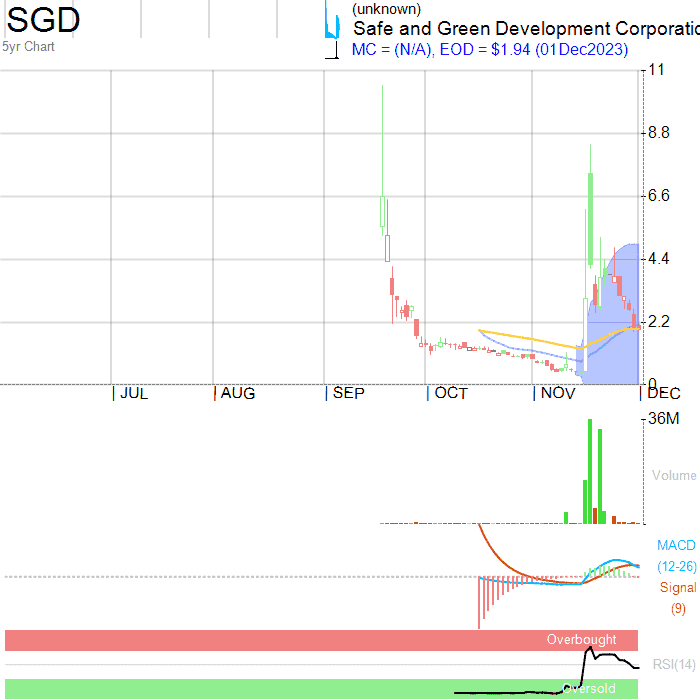 SGD
5yr Chart
(unknown)
Safe and Green Development Corporatio
MC = (N/A), EOD = $1.94 (01Dec2023)
11
8.8
6.6
4.4
2.2
0
JUL
AUG
SEP
OCT
NOV
DEC
36M
Volume
MACD
(12-26)
Signal
(9)
Overbought
RSI(14)
Oversold